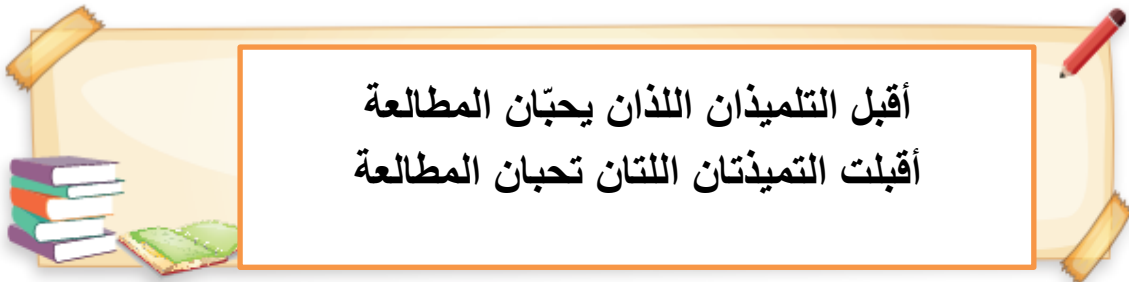 أقبل التلميذان اللذان يحبّان المطالعة
أقبلت التميذتان اللتان تحبان المطالعة